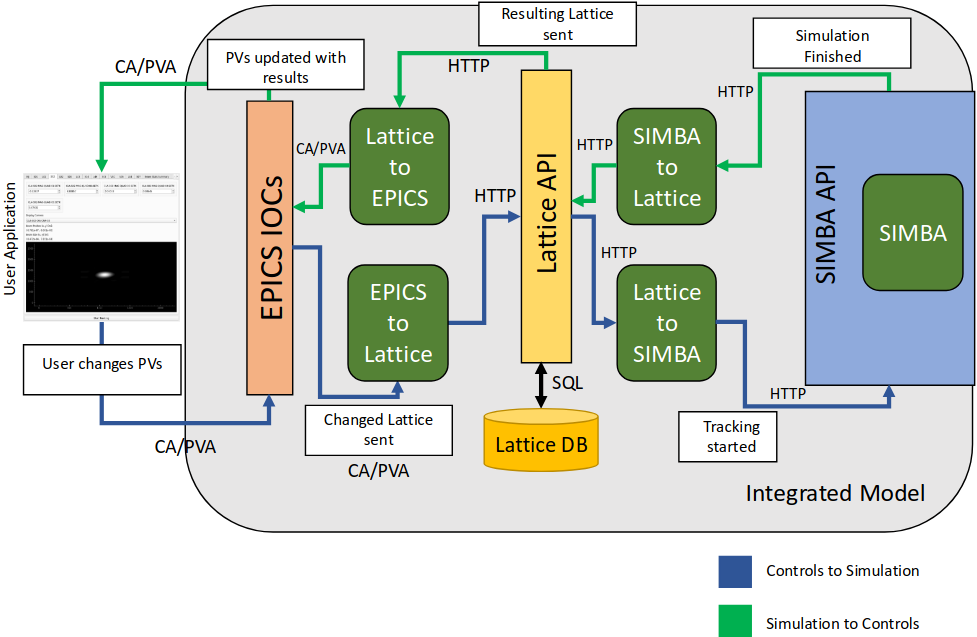 Resulting Lattice
sent
Simulation
Finished
PVs updated with
results
CA/PVA
HTTP
HTTP
Lattice
to
EPICS
SIMBA
to
Lattice
CA/PVA
HTTP
HTTP
EPICS IOCs
Lattice API
SIMBA API
SIMBA
User Application
HTTP
EPICS
to
Lattice
Lattice
to
SIMBA
User changes PVs
SQL
HTTP
Changed Lattice
sent
Tracking
started
CA/PVA
Lattice DB
CA/PVA
Integrated Model
Controls to Simulation
Simulation to Controls